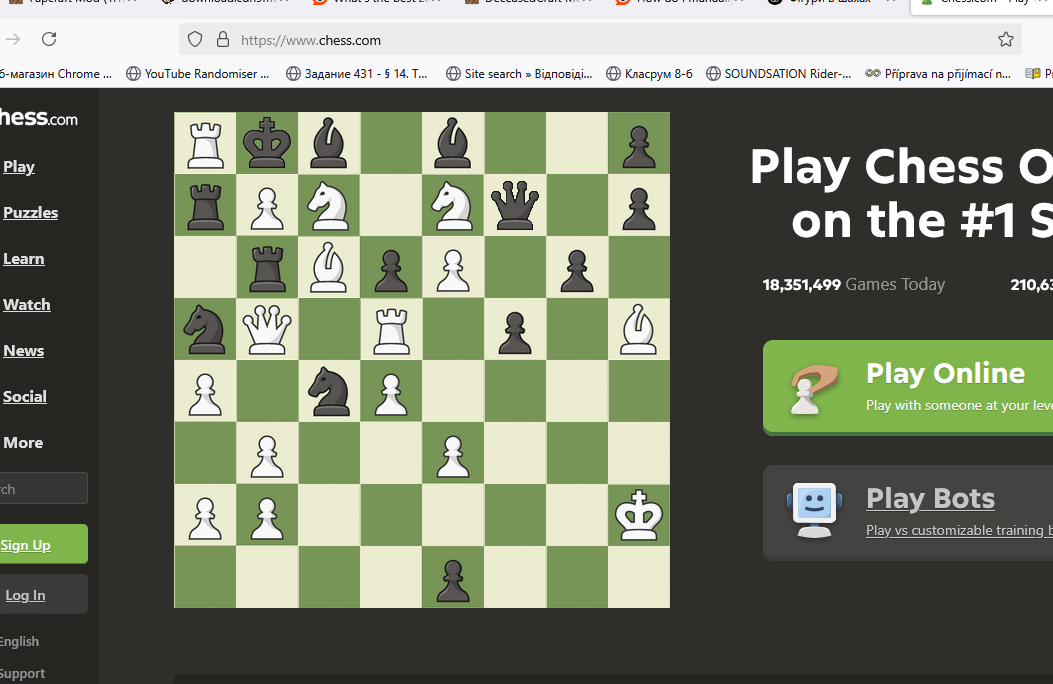 https://www.chess.com
б-магазин Chrome ...
YouTube Randomiser ...
Задание 431 - § 14. Т...
Site search » Відповіді...
Класрум 8-б
SOUNDSATION Rider-...
Příprava na přijímací n...
hess.com
Play
Puzzles
Learn
Watch
News
Social
More
rch
Sign Up
Log In
English
Support
Play Chess O
on the #1 S
18,351,499 Games Today
210,63
Play Online
Play with someone at your leve
Play Bots
Play vs customizable training b